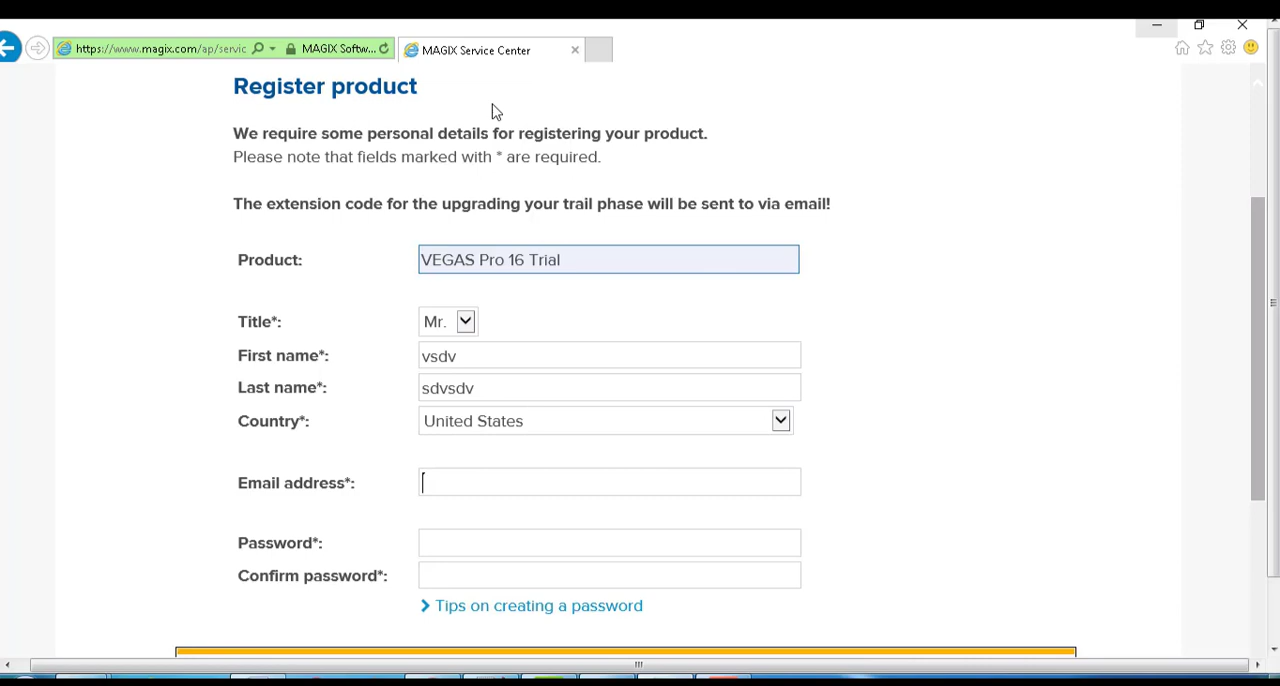 https://www.magix.com/ap/servic
MAGIX Softw...
MAGIX Service Center
Register product
We require some personal details for registering your product.
Please note that fields marked with * are required.
The extension code for the upgrading your trail phase will be sent to via email!
Product: VEGAS Pro 16 Trial
Title*: Mr.
First name*: vsdv
Last name*: sdvsdv
Country*: United States
Email address*:
Password*:
Confirm password*:
Tips on creating a password